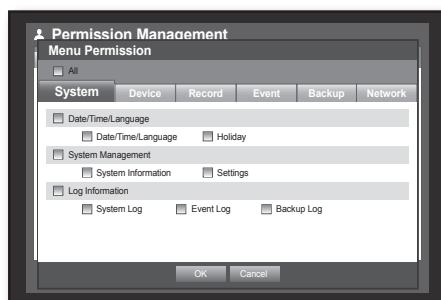 Permission Management
Menu Permission
All
System Device Record Event Backup Network
Date/Time/Language
Date/Time/Language Holiday
System Management
System Information Settings
Log Information
System Log Event Log Backup Log
OK Cancel